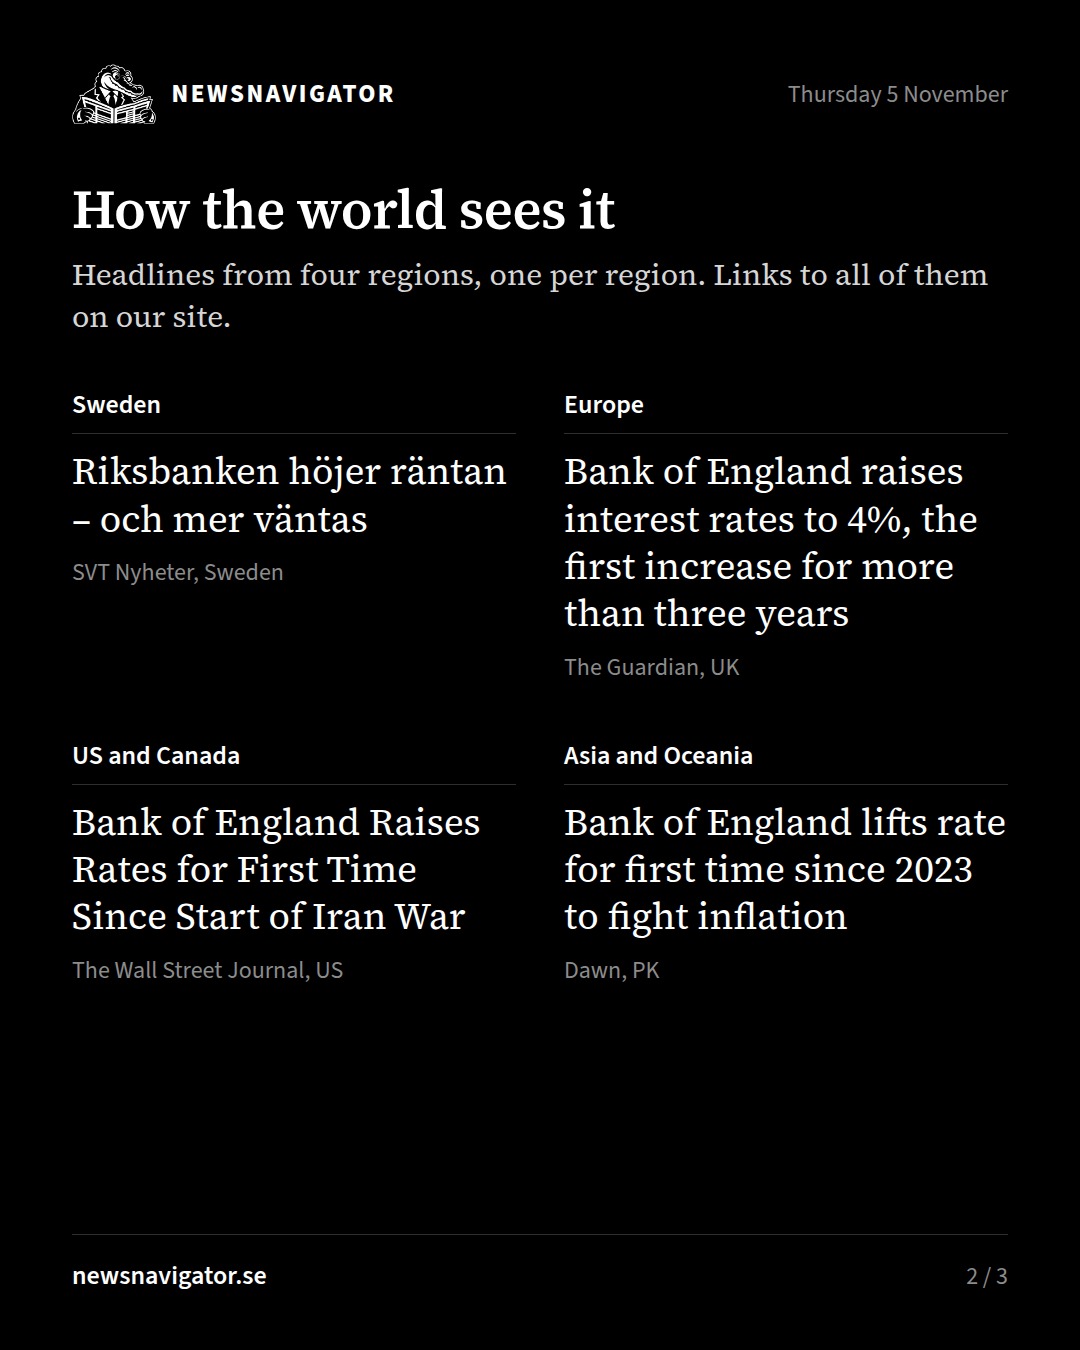 NEWSNAVIGATOR
Thursday 5 November
How the world sees it
Headlines from four regions, one per region. Links to all of them
on our site.
Sweden
Riksbanken höjer räntan
– och mer väntas
SVT Nyheter, Sweden
Europe
Bank of England raises
interest rates to 4%, the
first increase for more
than three years
The Guardian, UK
US and Canada
Bank of England Raises
Rates for First Time
Since Start of Iran War
The Wall Street Journal, US
Asia and Oceania
Bank of England lifts rate
for first time since 2023
to fight inflation
Dawn, PK
newsnavigator.se
2 / 3